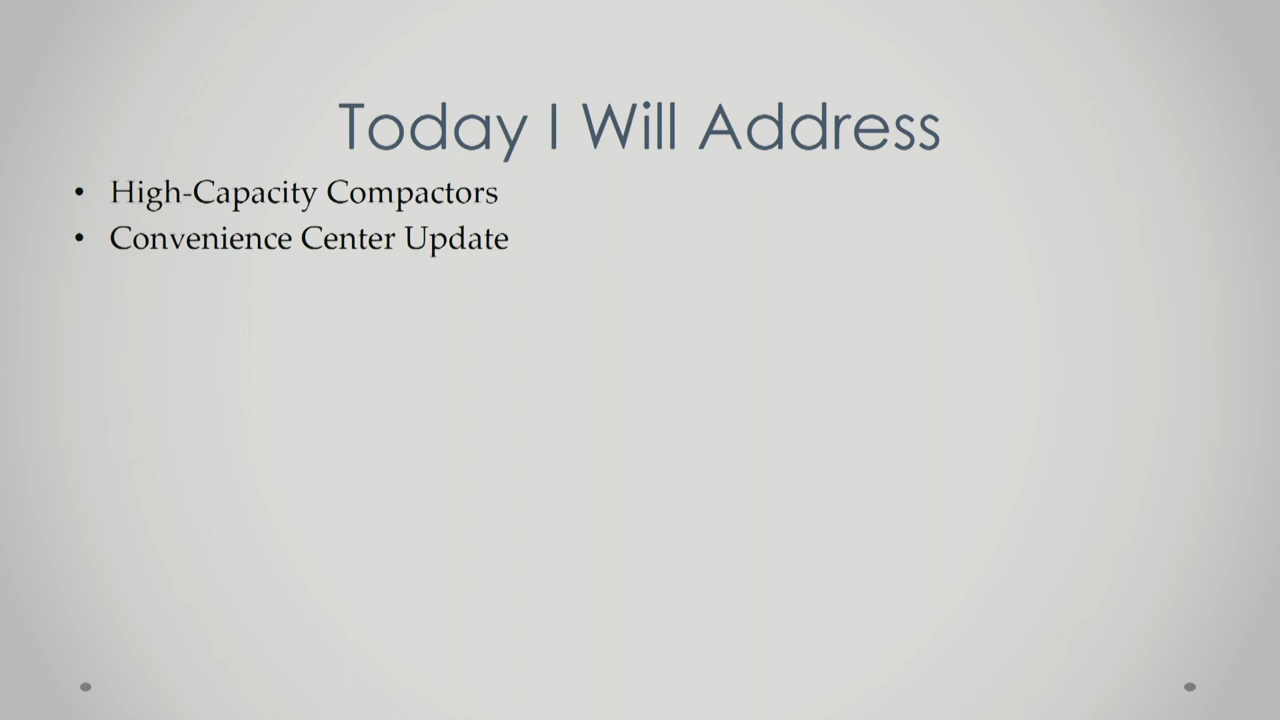 Today I Will Address
• High-Capacity Compactors
• Convenience Center Update